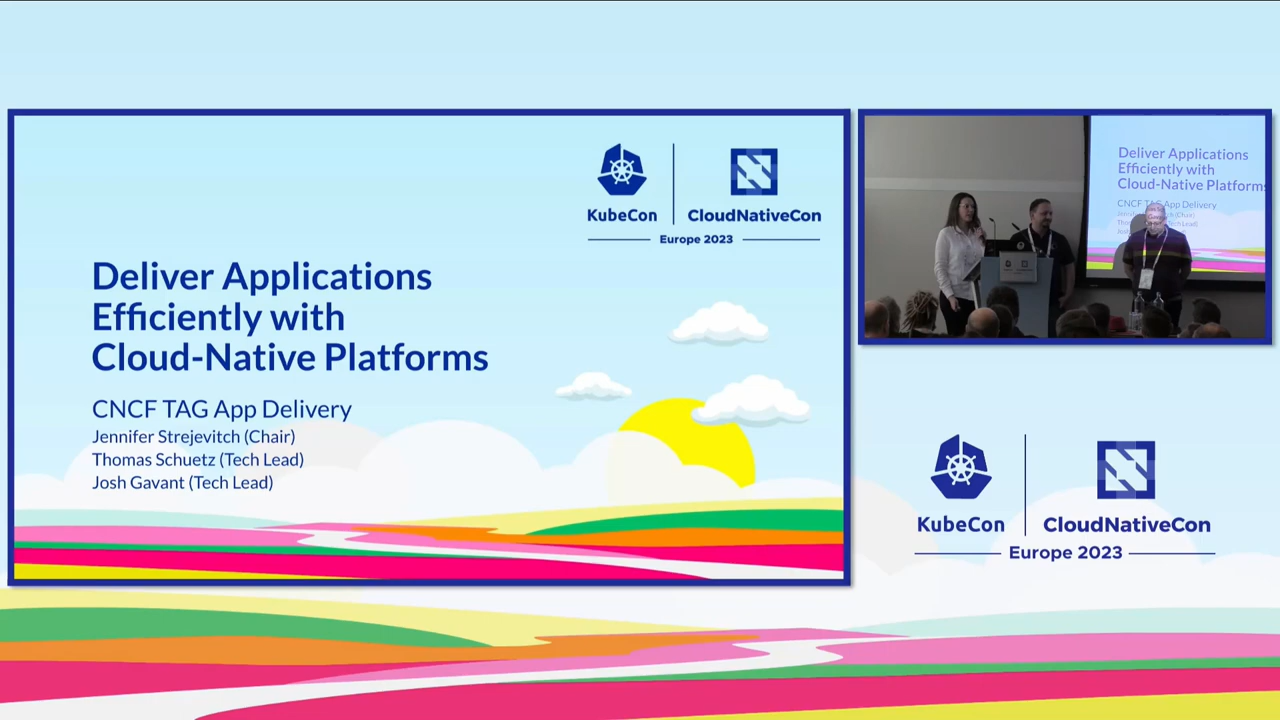 KubeCon
CloudNativeCon
Europe 2023
Deliver Applications
Efficiently with
Cloud-Native Platforms
CNCF TAG App Delivery
Jennifer Strejevitch (Chair)
Thomas Schuetz (Tech Lead)
Josh Gavant (Tech Lead)
Deliver Applications
Efficiently with
Cloud-Native Platforms
CNCF TAG App Delivery
KubeCon
CloudNativeCon
Europe 2023